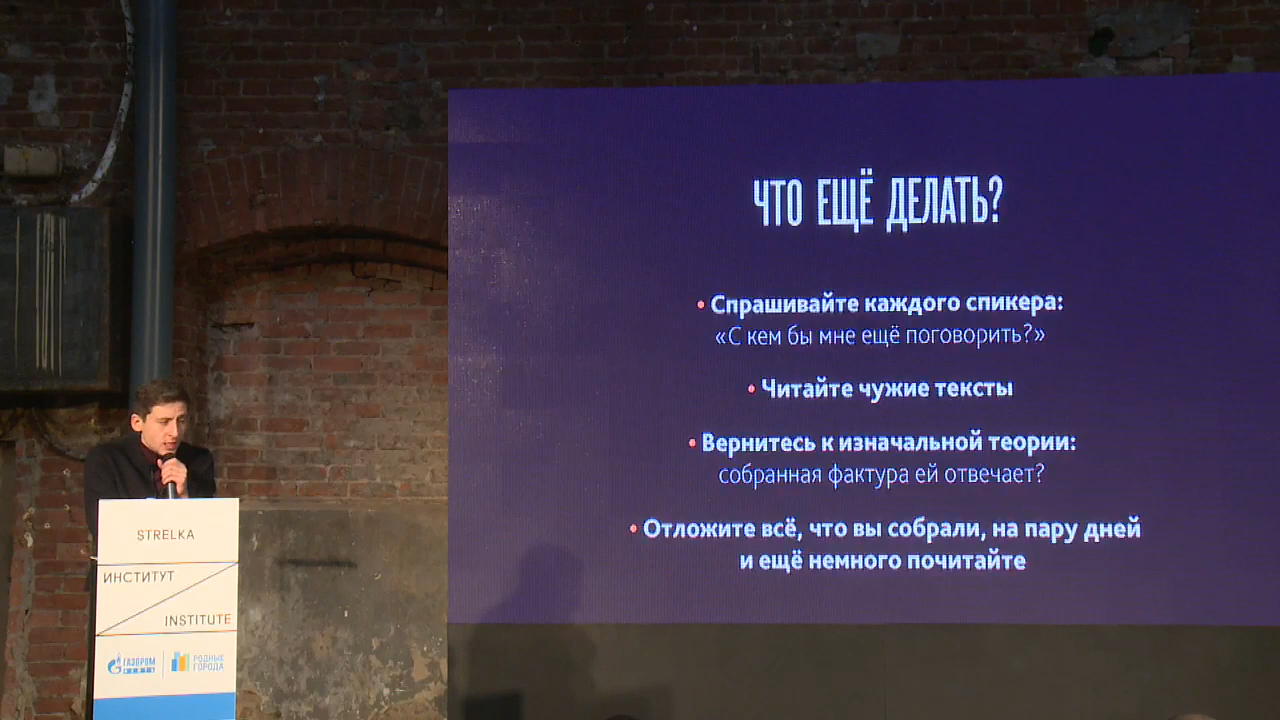 ЧТО ЕЩЁ ДЕЛАТЬ?
• Спрашивайте каждого спикера:
«С кем бы мне ещё поговорить?»
• Читайте чужие тексты
• Вернитесь к изначальной теории:
собранная фактура ей отвечает?
• Отложите всё, что вы собрали, на пару дней
и ещё немного почитайте
STRELKA
ИНСТИТУТ
INSTITUTE
ГАЗПРОМ
НЕФТЬ
РОДНЫЕ
ГОРОДА